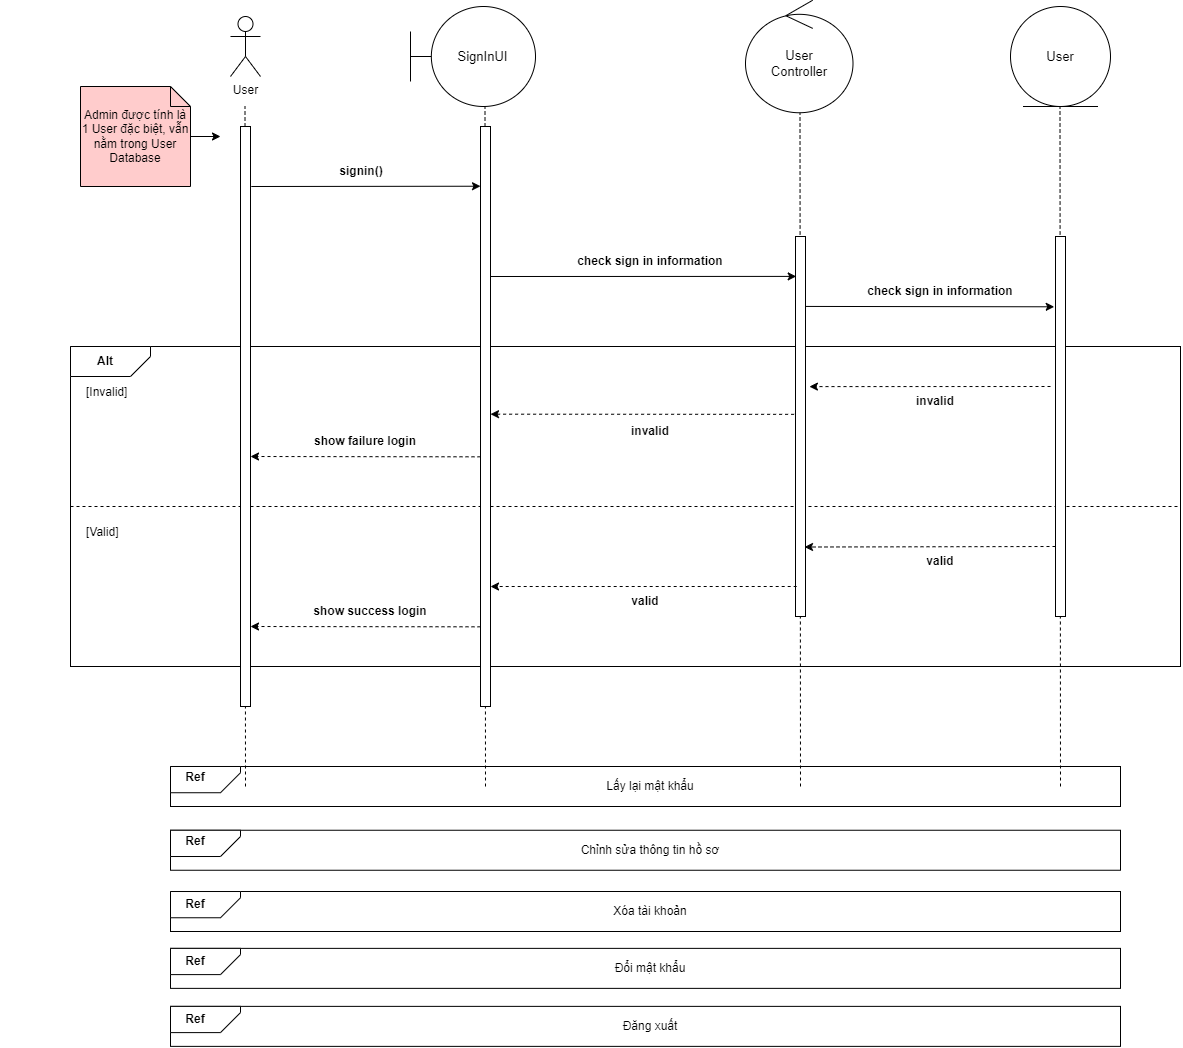 User
SignInUI
User
Controller
User
Admin được tính là
1 User đặc biệt, vẫn
nằm trong User
Database
signin()
check sign in information
check sign in information
Alt
[Invalid]
invalid
invalid
show failure login
[Valid]
valid
valid
show success login
Ref
Lấy lại mật khẩu
Ref
Chỉnh sửa thông tin hồ sơ
Ref
Xóa tài khoản
Ref
Đổi mật khẩu
Ref
Đăng xuất